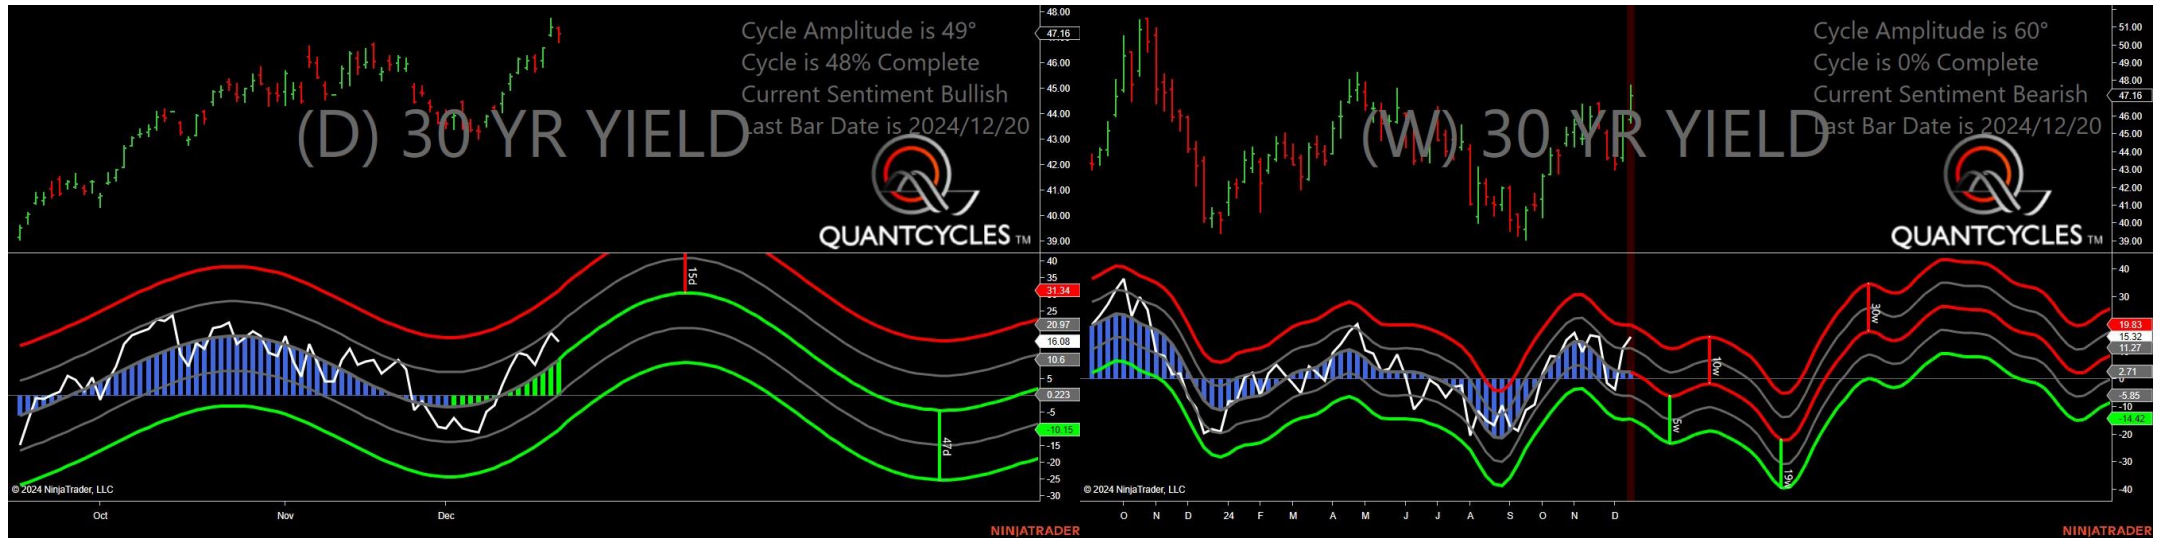 Cycle Amplitude is 49°
Cycle is 48% Complete
Current Sentiment Bullish
Last Bar Date is 2024/12/20
(D) 30 YR YIELD
QUANTCYCLES TM
48.00
47.16
46.00
45.00
44.00
43.00
42.00
41.00
40.00
39.00
40
35
31.34
25
20.97
16.08
10.6
5
0.223
-5
-10.15
-15
-20
-25
-30
15d
47d
© 2024 NinjaTrader, LLC
Oct
Nov
Dec
NINJATRADER
Cycle Amplitude is 60°
Cycle is 0% Complete
Current Sentiment Bearish
Last Bar Date is 2024/12/20
(W) 30 YR YIELD
QUANTCYCLES TM
51.00
50.00
49.00
48.00
47.16
46.00
45.00
44.00
43.00
42.00
41.00
40.00
39.00
40
30
19.83
15.32
11.27
2.71
0
-5.85
-10
-14.42
-20
-30
-40
5w
10w
19w
30w
© 2024 NinjaTrader, LLC
O N D 24 F M A M J J A S O N D
NINJATRADER